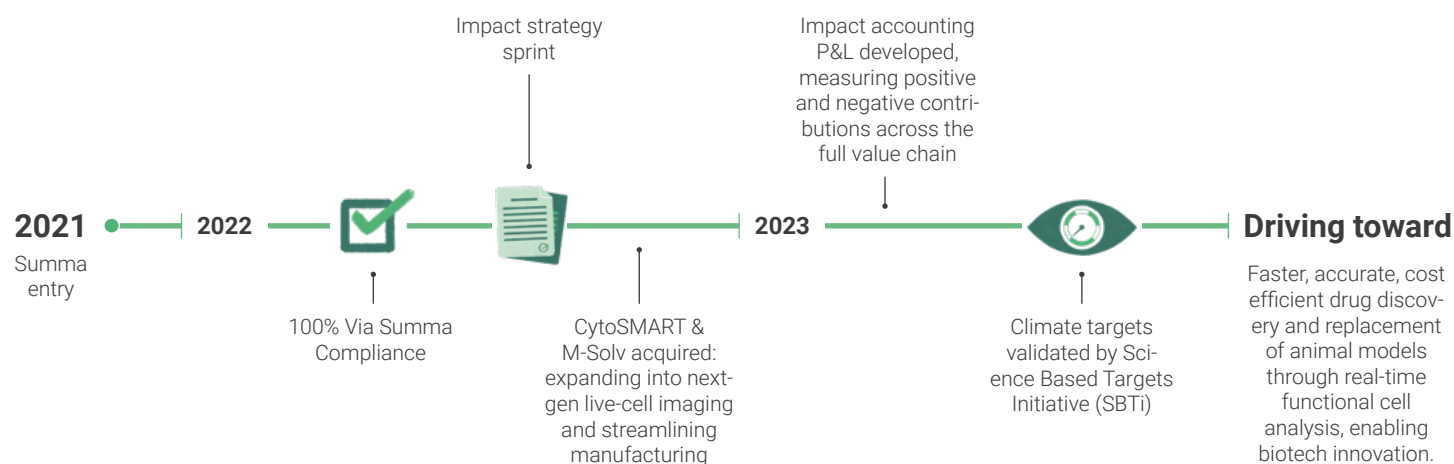 2021
Summa
entry
2022
100% Via Summa
Compliance
Impact strategy
sprint
CytoSMART &
M-Solv acquired:
expanding into next-
gen live-cell imaging
and streamlining
manufacturing
2023
Impact accounting
P&L developed,
measuring positive
and negative contri-
butions across the
full value chain
Climate targets
validated by Sci-
ence Based Targets
Initiative (SBTi)
Driving toward
Faster, accurate, cost
efficient drug discov-
ery and replacement
of animal models
through real-time
functional cell
analysis, enabling
biotech innovation.